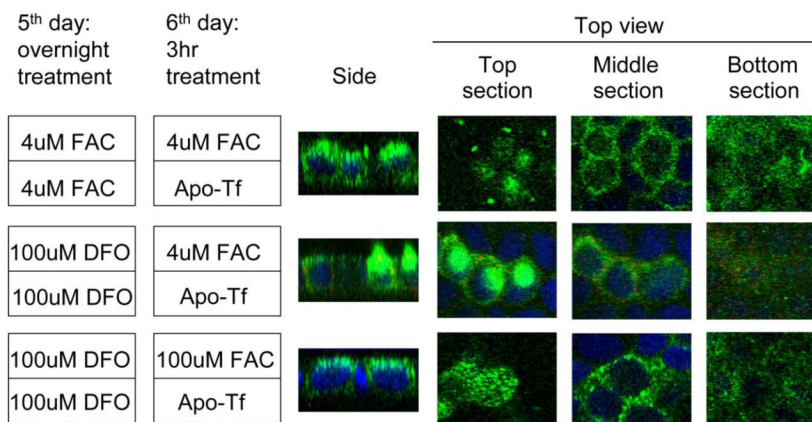 5th day:
overnight
treatment
6th day:
3hr
treatment
Side
Top view
Top
section
Middle
section
Bottom
section
4uM FAC
4uM FAC
4uM FAC
Apo-Tf
100uM DFO
100uM DFO
4uM FAC
Apo-Tf
100uM DFO
100uM DFO
100uM FAC
Apo-Tf